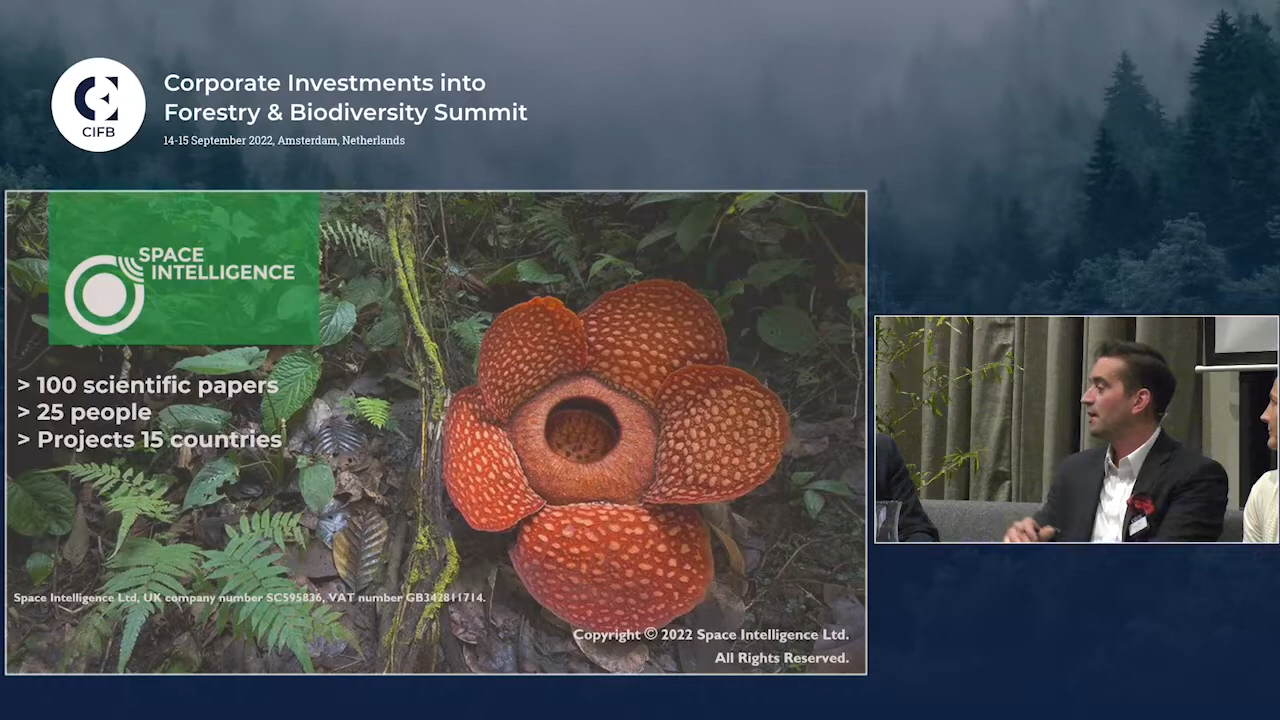 CIFB
Corporate Investments into
Forestry & Biodiversity Summit
14-15 September 2022, Amsterdam, Netherlands
SPACE
INTELLIGENCE
> 100 scientific papers
> 25 people
> Projects 15 countries
Space Intelligence Ltd, UK company number SC595836, VAT number GB342811714.
Copyright © 2022 Space Intelligence Ltd.
All Rights Reserved.